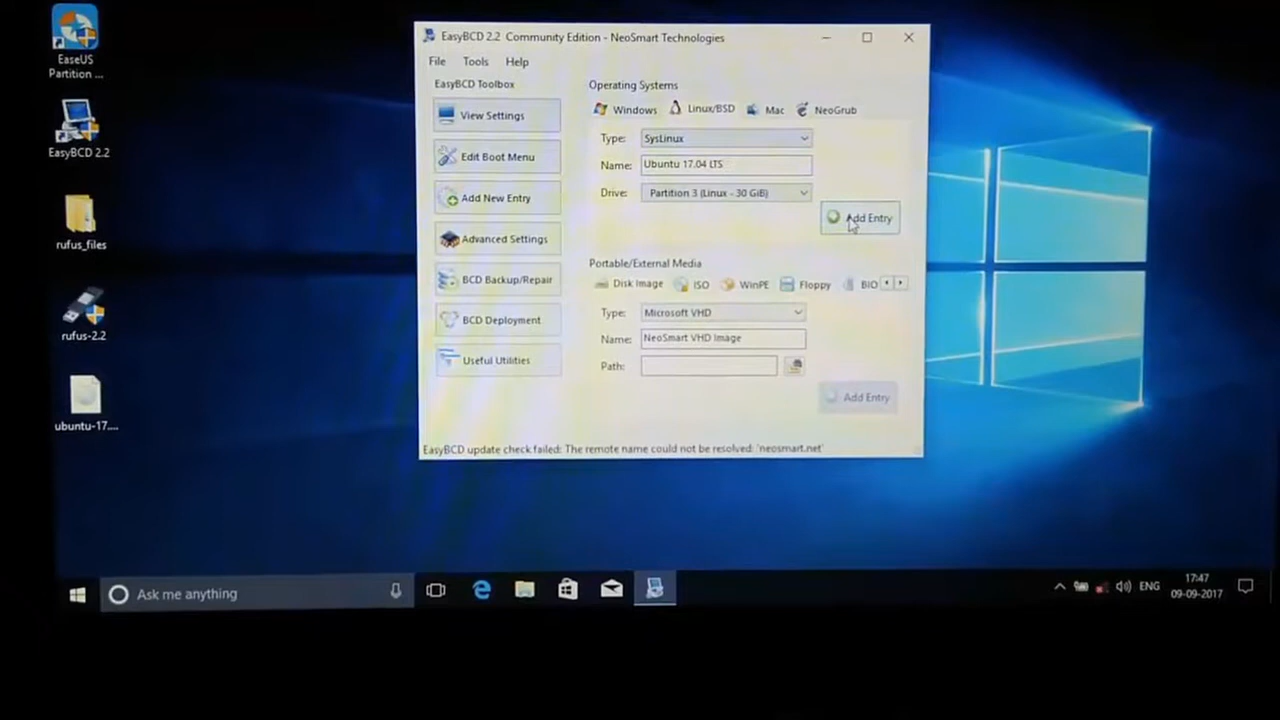 EaseUS
Partition ...
EasyBCD 2.2
rufus_files
rufus-2.2
ubuntu-17....
EasyBCD 2.2 Community Edition - NeoSmart Technologies
File Tools Help
EasyBCD Toolbox
View Settings
Edit Boot Menu
Add New Entry
Advanced Settings
BCD Backup/Repair
BCD Deployment
Useful Utilities
Operating Systems
Windows Linux/BSD Mac NeoGrub
Type: SysLinux
Name: Ubuntu 17.04 LTS
Drive: Partition 3 (Linux - 30 GiB)
Add Entry
Portable/External Media
Disk Image ISO WinPE Floppy BIO
Type: Microsoft VHD
Name: NeoSmart VHD Image
Path:
Add Entry
EasyBCD update check failed: The remote name could not be resolved: 'neosmart.net'
Ask me anything
ENG
17:47
09-09-2017